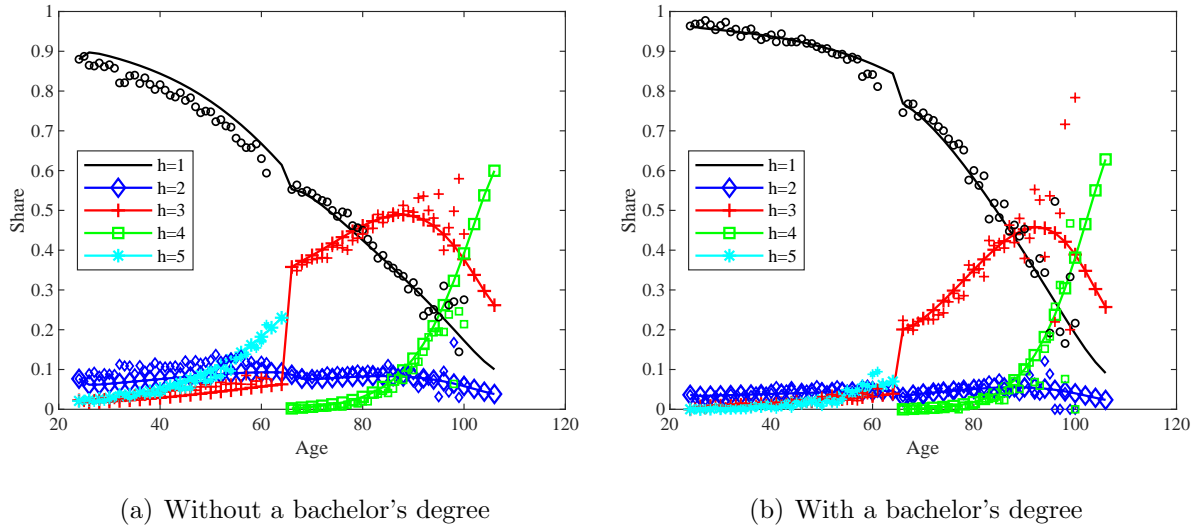 1
0.9
0.8
0.7
0.6
0.5
0.4
0.3
0.2
0.1
0
Share
h=1
h=2
h=3
h=4
h=5
20 40 60 80 100 120
Age
(a) Without a bachelor's degree
1
0.9
0.8
0.7
0.6
0.5
0.4
0.3
0.2
0.1
0
Share
h=1
h=2
h=3
h=4
h=5
20 40 60 80 100 120
Age
(b) With a bachelor's degree